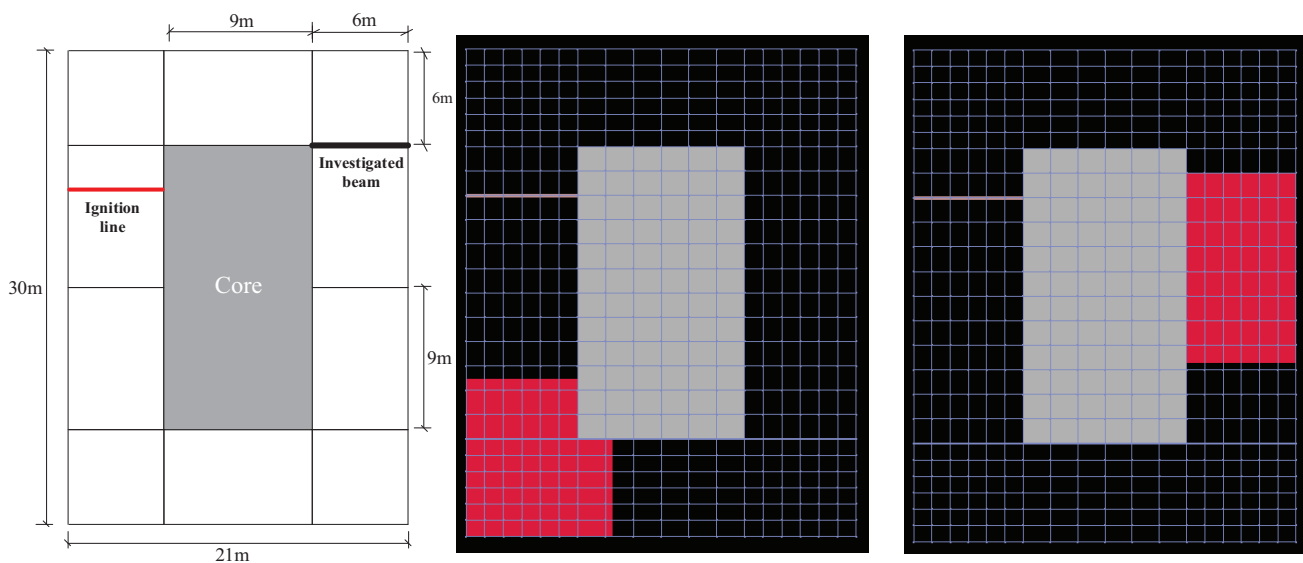 9m
6m
6m
Investigated
beam
Ignition
line
Core
30m
9m
21m